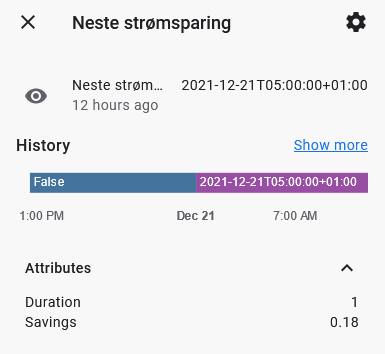 Neste strømsparing
Neste strøm... 2021-12-21T05:00:00+01:00
12 hours ago
History Show more
False 2021-12-21T05:00:00+01:00
1:00 PM Dec 21 7:00 AM
Attributes
Duration 1
Savings 0.18